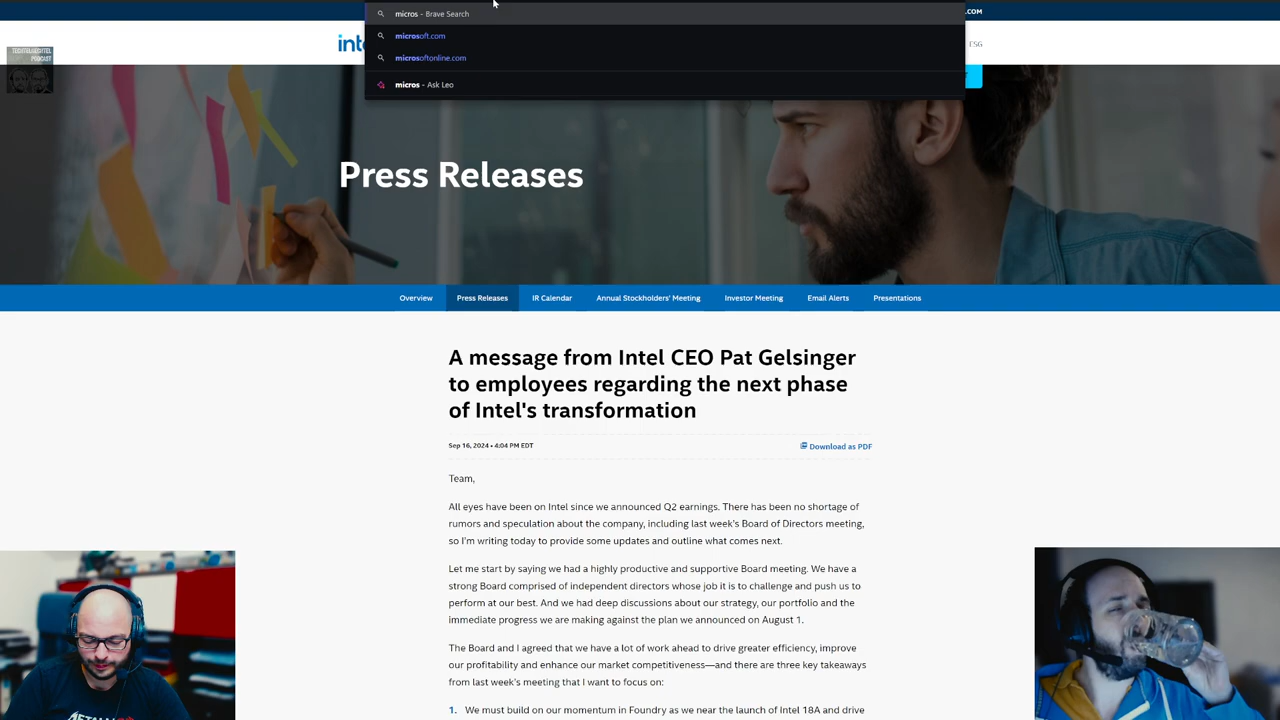 micros - Brave Search
.COM
microsoft.com
inte
ESG
microsoftonline.com
PODCAST
micros - Ask Leo
Press Releases
Overview
Press Releases
IR Calendar
Annual Stockholders' Meeting
Investor Meeting
Email Alerts
Presentations
A message from Intel CEO Pat Gelsinger
to employees regarding the next phase
of Intel's transformation
Sep 16, 2024 • 4:04 PM EDT
Download as PDF
Team,
All eyes have been on Intel since we announced Q2 earnings. There has been no shortage of
rumors and speculation about the company, including last week's Board of Directors meeting,
so I'm writing today to provide some updates and outline what comes next.
Let me start by saying we had a highly productive and supportive Board meeting. We have a
strong Board comprised of independent directors whose job it is to challenge and push us to
perform at our best. And we had deep discussions about our strategy, our portfolio and the
immediate progress we are making against the plan we announced on August 1.
The Board and I agreed that we have a lot of work ahead to drive greater efficiency, improve
our profitability and enhance our market competitiveness—and there are three key takeaways
from last week's meeting that I want to focus on:
1. We must build on our momentum in Foundry as we near the launch of Intel 18A and drive